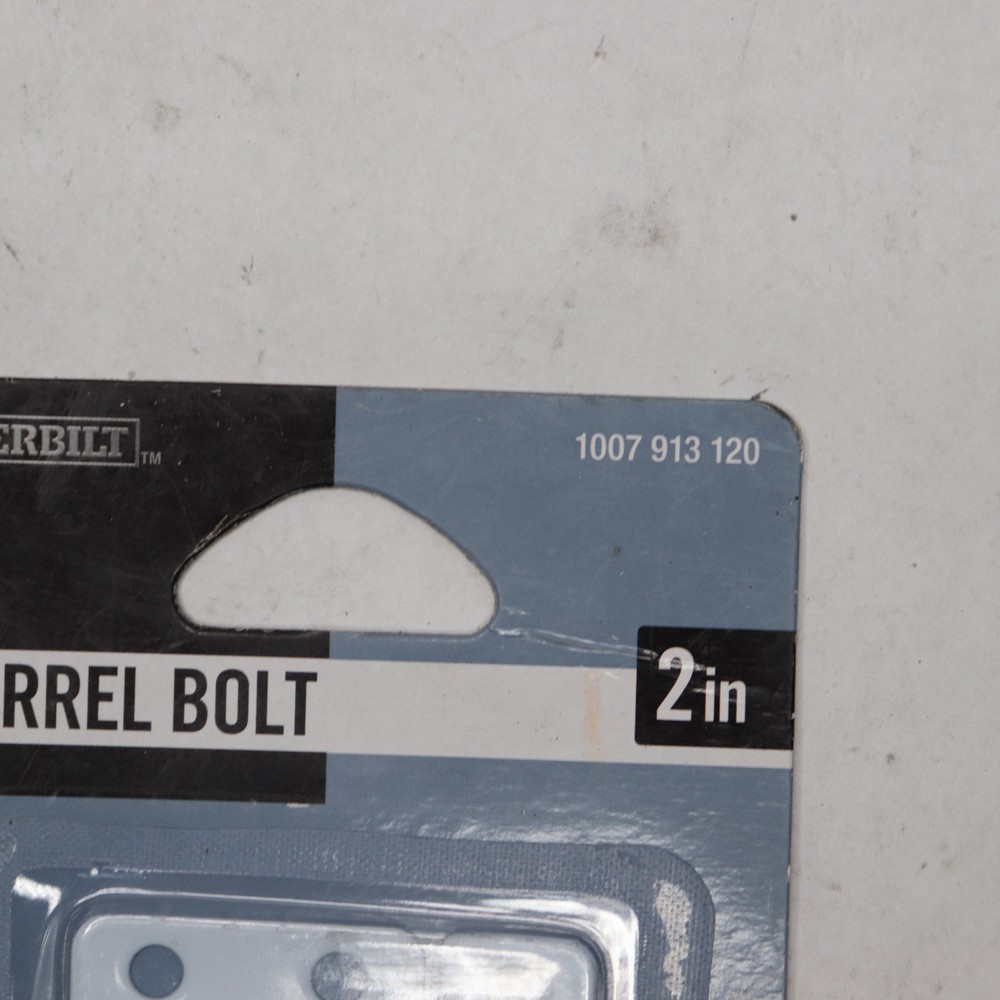 ERBILT™
1007 913 120
RREL BOLT
2in